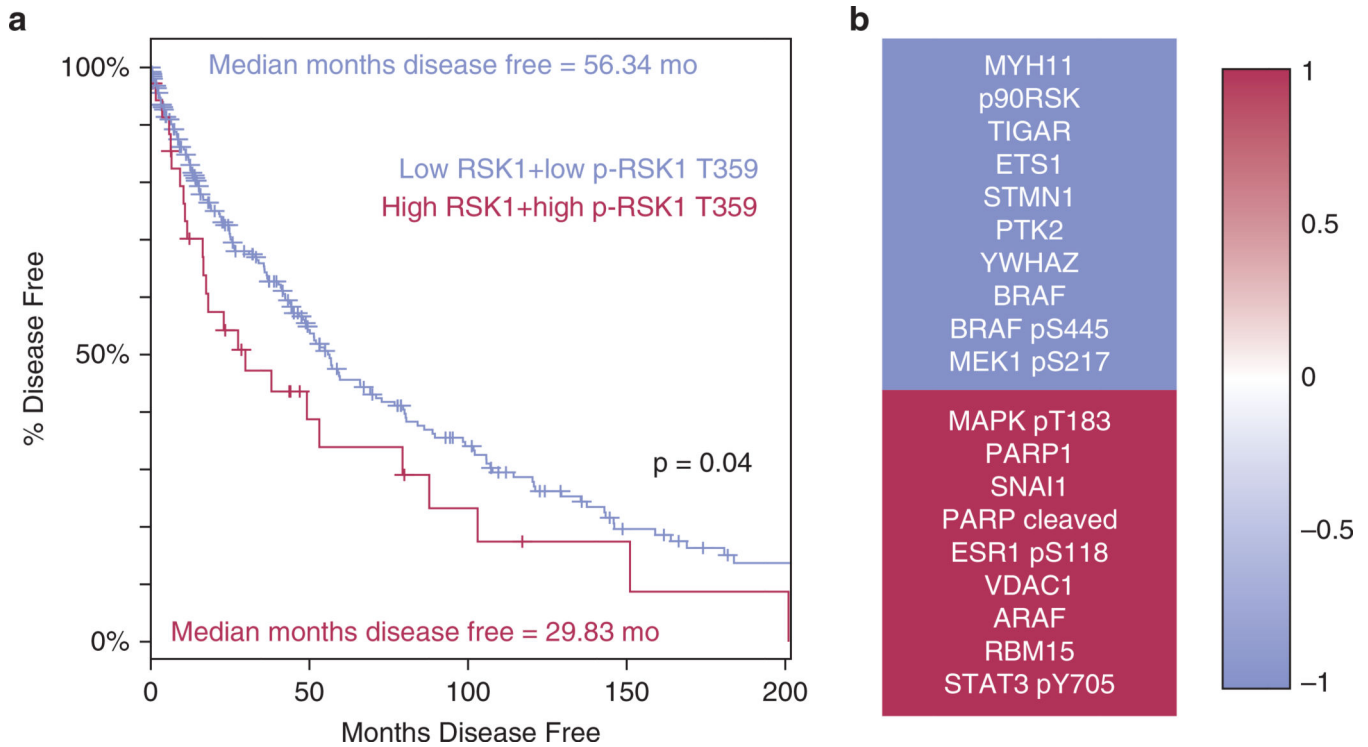 a
100%
50%
0%
% Disease Free
Median months disease free = 56.34 mo
Low RSK1+low p-RSK1 T359
High RSK1+high p-RSK1 T359
p = 0.04
Median months disease free = 29.83 mo
0
50
100
150
200
Months Disease Free
b
MYH11
p90RSK
TIGAR
ETS1
STMN1
PTK2
YWHAZ
BRAF
BRAF pS445
MEK1 pS217
MAPK pT183
PARP1
SNAI1
PARP cleaved
ESR1 pS118
VDAC1
ARAF
RBM15
STAT3 pY705
1
0.5
0
−0.5
−1